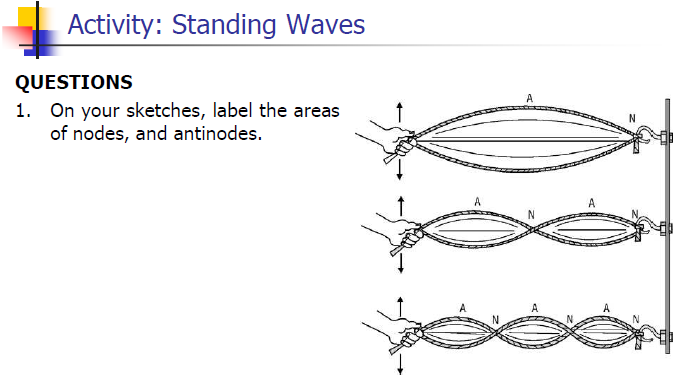 Activity: Standing Waves
QUESTIONS
1. On your sketches, label the areas
of nodes, and antinodes.
A
N
A
N
A
N
A
N
A
N
A
N